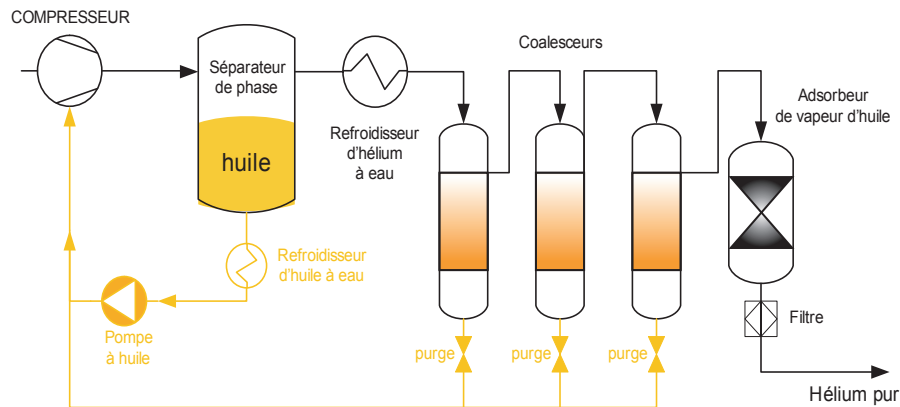 COMPRESSEUR
Séparateur
de phase
huile
Refroidisseur
d'hélium
à eau
Coalesceurs
Adsorbeur
de vapeur d'huile
Refroidisseur
d'huile à eau
Pompe
à huile
purge
purge
purge
Filtre
Hélium pur